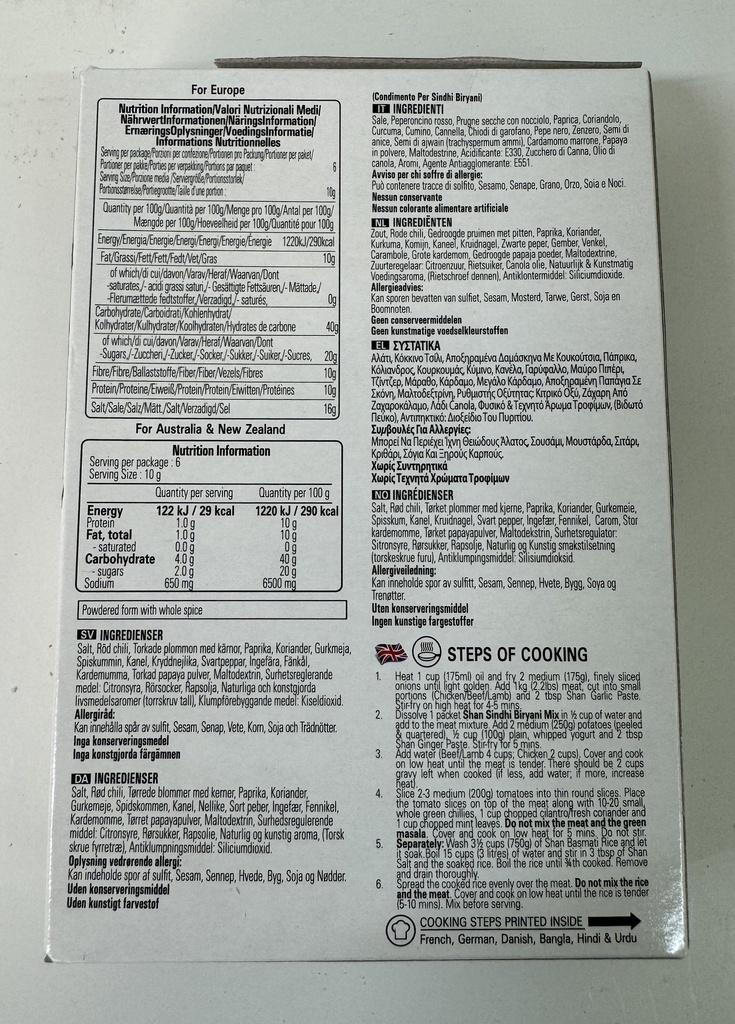 For Europe
Nutrition Information/Valori Nutrizionali Medi/
NährwertInformationen/NäringsInformation/
ErnæringsOplysninger/VoedingsInformatie/
Informations Nutritionnelles
Serving per package/Porzioni per confezione/Portionen pro Packung/Portioner per paket/
Portioner per pakke/Porties per verpakking/Portions par paquet : 6
Serving Size/Porzione media /Serveringstr/Portionsstorlek/
Portionsstørrelse/Portiegrootte/Taille d'une portion : 10g
Quantity per 100g/Quantità per 100g/Menge pro 100g/Antal per 100g/
Mængde per 100g/Hoeveelheid per 100g/Quantité pour 100g
Energy/Energia/Energie/Energi/Energi/Energie/Énergie 1220kJ/290kcal
Fat/Grassi/Fett/Fett/Fedt/Vet/Gras 10g
of which/di cui/davon/Varav/Heraf/Waarvan/Dont
-saturates,/- acidi grassi saturi,/- Gesättigte Fettsäuren,/- Mättade,/
-Flerumættede fedtstoffer,/Verzadigd,/- saturés, 0g
Carbohydrate/Carboidrati/Kohlenhydrat/
Kolhydrater/Kulhydrater/Koolhydraten/Hydrates de carbone 40g
of which/di cui/davon/Varav/Heraf/Waarvan/Dont
-Sugars,/-Zuccheri,/-Zucker,/-Socker,/-Sukker,/-Suiker,/-Sucres, 20g
Fibre/Fibre/Ballaststoffe/Fiber/Fiber/Vezels/Fibres 10g
Protein/Proteine/Eiweiß/Protein/Protein/Eiwitten/Protéines 10g
Salt/Sale/Salz/Mätt./Salt/Verzadigd/Sel 16g
For Australia & New Zealand
Nutrition Information
Serving per package : 6
Serving Size : 10 g
Quantity per serving Quantity per 100 g
Energy 122 kJ / 29 kcal 1220 kJ / 290 kcal
Protein 1.0 g 10 g
Fat, total 1.0 g 10 g
- saturated 0.0 g 0 g
Carbohydrate 4.0 g 40 g
- sugars 2.0 g 20 g
Sodium 650 mg 6500 mg
Powdered form with whole spice
SV INGREDIENSER
Salt, Röd chili, Torkade plommon med kärnor, Paprika, Koriander, Gurkmeja,
Spiskummin, Kanel, Kryddnejlika, Svartpeppar, Ingefära, Fänkål,
Kardemumma, Torkad papaya pulver, Maltodextrin, Surhetsreglerande
medel: Citronsyra, Rörsocker, Rapsolja, Naturliga och konstgjorda
livsmedelsaromer (torrskruv tall), Klumpförebyggande medel: Kiseldioxid.
Allergiråd:
Kan innehålla spår av sulfit, Sesam, Senap, Vete, Korn, Soja och Trädnötter.
Inga konserveringsmedel
Inga konstgjorda färgämnen
DA INGREDIENSER
Salt, Rød chili, Tørrede blommer med kerner, Paprika, Koriander,
Gurkemeje, Spidskommen, Kanel, Nellike, Sort peber, Ingefær, Fennikel,
Kardemomme, Tørret papayapulver, Maltodextrin, Surhedsregulerende
middel: Citronsyre, Rørsukker, Rapsolie, Naturlig og kunstig aroma, (Torsk
skrue fyrretræ), Antiklumpningsmiddel: Siliciumdioxid.
Oplysning vedrørende allergi:
Kan indeholde spor af sulfit, Sesam, Sennep, Hvede, Byg, Soja og Nødder.
Uden konserveringsmiddel
Uden kunstigt farvestof
(Condimento Per Sindhi Biryani)
IT INGREDIENTI
Sale, Peperoncino rosso, Prugne secche con nocciolo, Paprica, Coriandolo,
Curcuma, Cumino, Cannella, Chiodi di garofano, Pepe nero, Zenzero, Semi di
anice, Semi di ajwain (trachyspermum ammi), Cardamomo marrone, Papaya
in polvere, Maltodestrine, Acidificante: E330, Zucchero di Canna, Olio di
canola, Aromi, Agente Antiagglomerante: E551.
Avviso per chi soffre di allergie:
Può contenere tracce di solfito, Sesamo, Senape, Grano, Orzo, Soia e Noci.
Nessun conservante
Nessun colorante alimentare artificiale
NL INGREDIËNTEN
Zout, Rode chili, Gedroogde pruimen met pitten, Paprika, Koriander,
Kurkuma, Komijn, Kaneel, Kruidnagel, Zwarte peper, Gember, Venkel,
Carambole, Grote kardemom, Gedroogde papaja poeder, Maltodextrine,
Zuurteregelaar: Citroenzuur, Rietsuiker, Canola olie, Natuurlijk & Kunstmatig
Voedingsaroma, (Rietschroef dennen), Antiklontermiddel: Siliciumdioxide.
Allergieadvies:
Kan sporen bevatten van sulfiet, Sesam, Mosterd, Tarwe, Gerst, Soja en
Boomnoten.
Geen conserveermiddelen
Geen kunstmatige voedselkleurstoffen
EL ΣΥΣΤΑΤΙΚΑ
Αλάτι, Κόκκινο Τσίλι, Αποξηραμένα Δαμάσκηνα Με Κουκούτσια, Πάπρικα,
Κόλιανδρος, Κουρκουμάς, Κύμινο, Κανέλα, Γαρύφαλλο, Μαύρο Πιπέρι,
Τζίντζερ, Μάραθο, Κάρδαμο, Μεγάλο Κάρδαμο, Αποξηραμένη Παπάγια Σε
Σκόνη, Μαλτοδεξτρίνη, Ρυθμιστής Οξύτητας: Κιτρικό Οξύ, Ζάχαρη Από
Ζαχαροκάλαμο, Λάδι Canola, Φυσικό & Τεχνητό Άρωμα Τροφίμων, (Βιδωτό
Πεύκο), Αντιπηκτικό: Διοξείδιο Του Πυριτίου.
Συμβουλές Για Αλλεργίες:
Μπορεί Να Περιέχει Ίχνη Θειώδους Άλατος, Σουσάμι, Μουστάρδα, Σιτάρι,
Κριθάρι, Σόγια Και Ξηρούς Καρπούς.
Χωρίς Συντηρητικά
Χωρίς Τεχνητά Χρώματα Τροφίμων
NO INGRÉDIENSER
Salt, Rød chili, Tørket plommer med kjerne, Paprika, Koriander, Gurkemeie,
Spisskum, Kanel, Kruidnagel, Svart pepper, Ingefær, Fennikel, Carom, Stor
kardemomme, Tørket papayapulver, Maltodekstrin, Surhetsregulator:
Sitronsyre, Rørsukker, Rapsolje, Naturlig og Kunstig smakstilsetning
(torskeskrue furu), Antiklumpingsmiddel: Silisiumdioksid.
Allergiveiledning:
Kan inneholde spor av sulfitt, Sesam, Sennep, Hvete, Bygg, Soya og
Trenøtter.
Uten konserveringsmiddel
Ingen kunstige fargestoffer
STEPS OF COOKING
1. Heat 1 cup (175ml) oil and fry 2 medium (175g), finely sliced
onions until light golden. Add 1kg (2.2lbs) meat, cut into small
portions (Chicken/Beef/Lamb) and 2 tbsp Shan Garlic Paste.
Stir-fry on high heat for 4-5 mins.
2. Dissolve 1 packet Shan Sindhi Biryani Mix in ½ cup of water and
add to the meat mixture. Add 2 medium (250g) potatoes (peeled
& quartered), ½ cup (100g) plain, whipped yogurt and 2 tbsp
Shan Ginger Paste. Stir-fry for 5 mins.
3. Add water (Beef/Lamb 4 cups; Chicken 2 cups). Cover and cook
on low heat until the meat is tender. There should be 2 cups
gravy left when cooked (if less, add water; if more, increase
heat).
4. Slice 2-3 medium (200g) tomatoes into thin round slices. Place
the tomato slices on top of the meat along with 10-20 small,
whole green chillies, 1 cup chopped cilantro/fresh coriander and
1 cup chopped mint leaves. Do not mix the meat and the green
masala. Cover and cook on low heat for 5 mins. Do not stir.
5. Separately: Wash 3½ cups (750g) of Shan Basmati Rice and let
it soak. Boil 15 cups (3 litres) of water and stir in 3 tbsp of Shan
Salt and the soaked rice. Boil the rice until ¾th cooked. Remove
and drain thoroughly.
6. Spread the cooked rice evenly over the meat. Do not mix the rice
and the meat. Cover and cook on low heat until the rice is tender
(5-10 mins). Mix before serving.
COOKING STEPS PRINTED INSIDE
French, German, Danish, Bangla, Hindi & Urdu